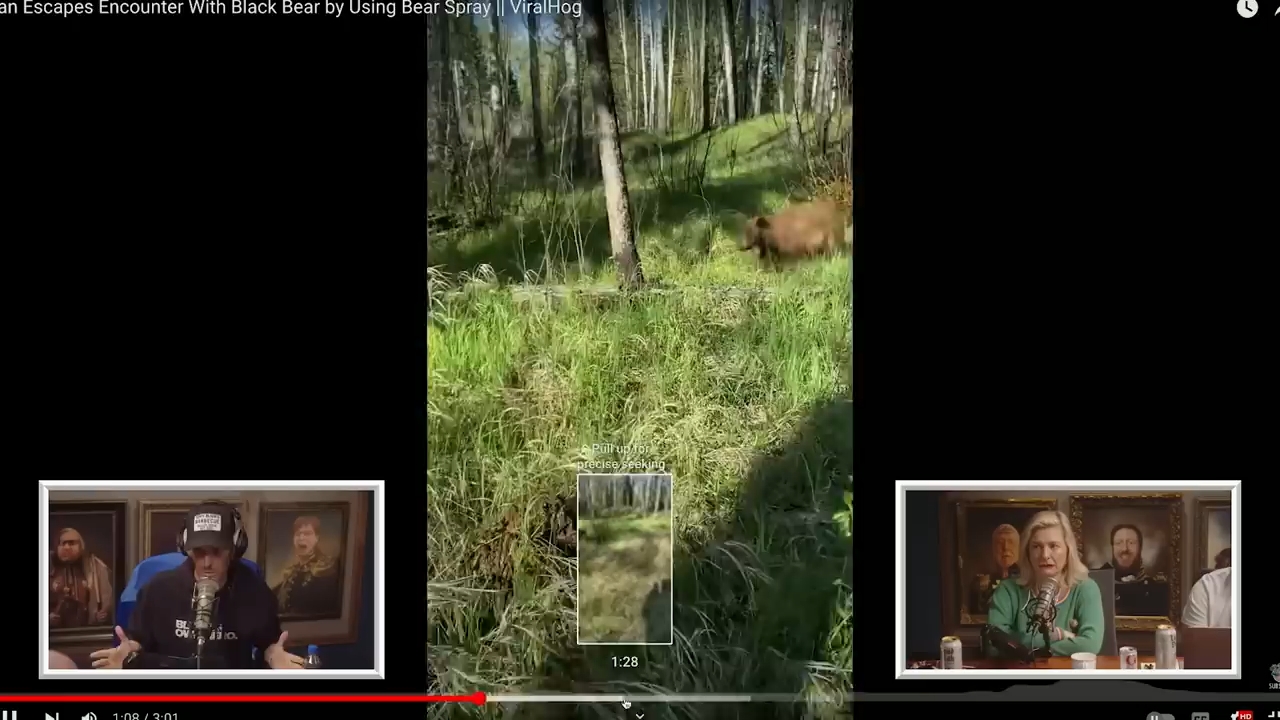 an Escapes Encounter With Black Bear by Using Bear Spray || ViralHog
Pull up for
precise seeking
1:28
1:08 / 3:01
HD